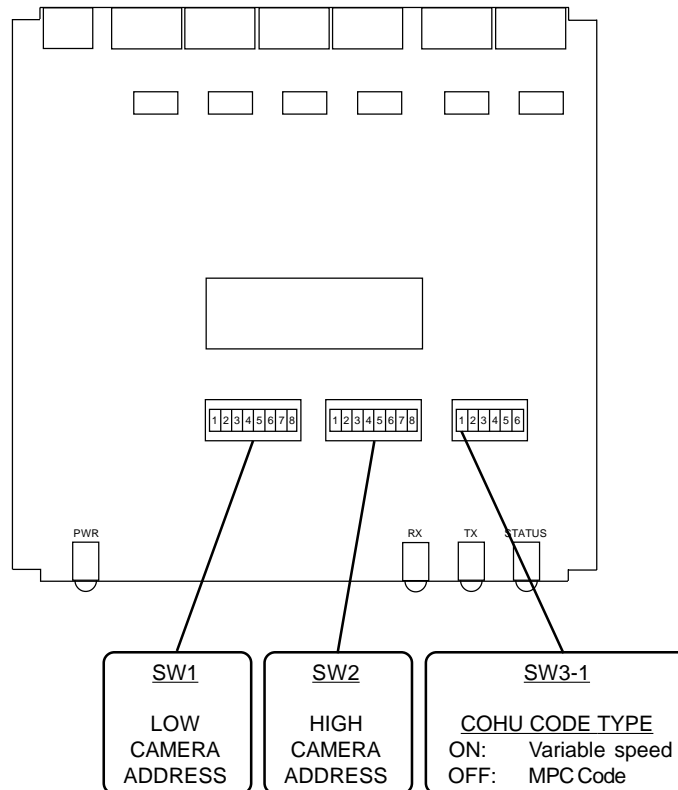 1 2 3 4 5 6 7 8
1 2 3 4 5 6 7 8
1 2 3 4 5 6
PWR
RX
TX
STATUS
SW1
LOW
CAMERA
ADDRESS
SW2
HIGH
CAMERA
ADDRESS
SW3-1
COHU CODE TYPE
ON: Variable speed
OFF: MPC Code